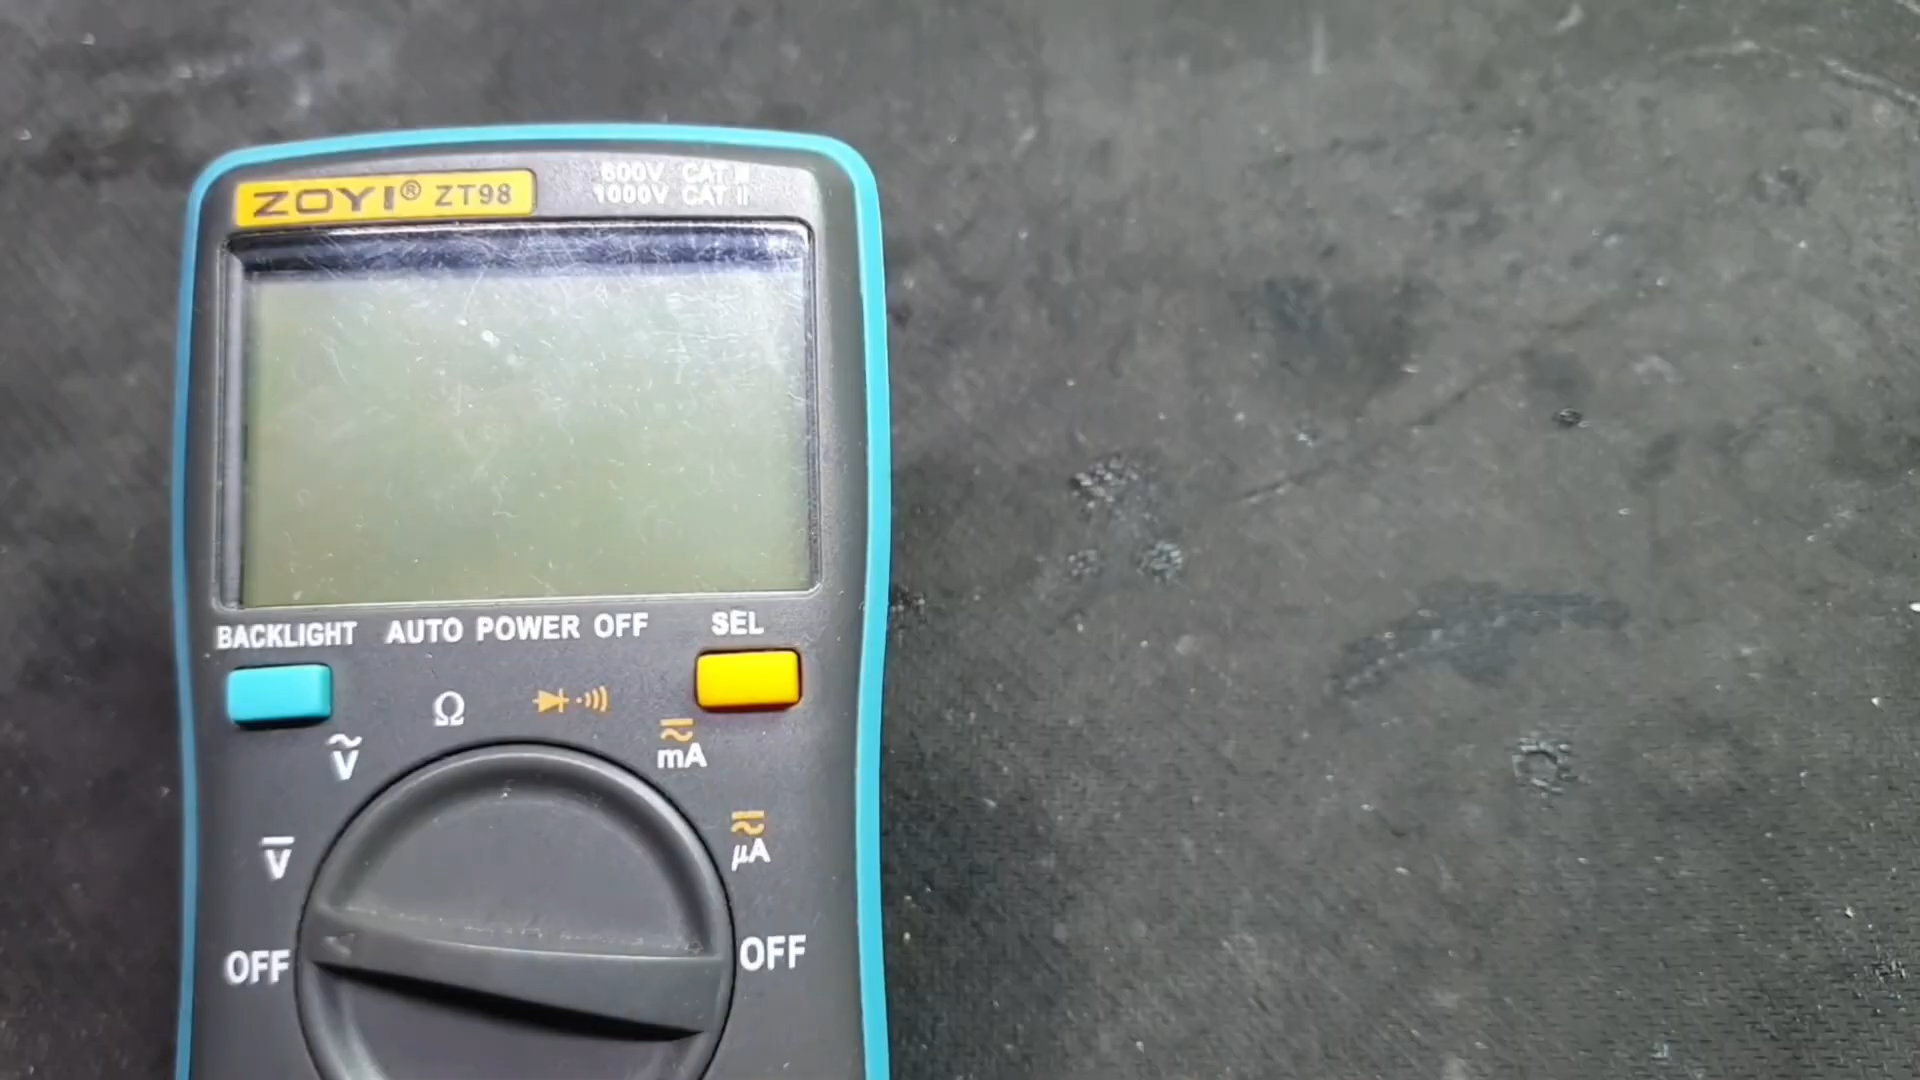 ZOYI® ZT98
600V CAT III
1000V CAT II
BACKLIGHT AUTO POWER OFF SEL
Ω
mA
V
μA
V
OFF OFF